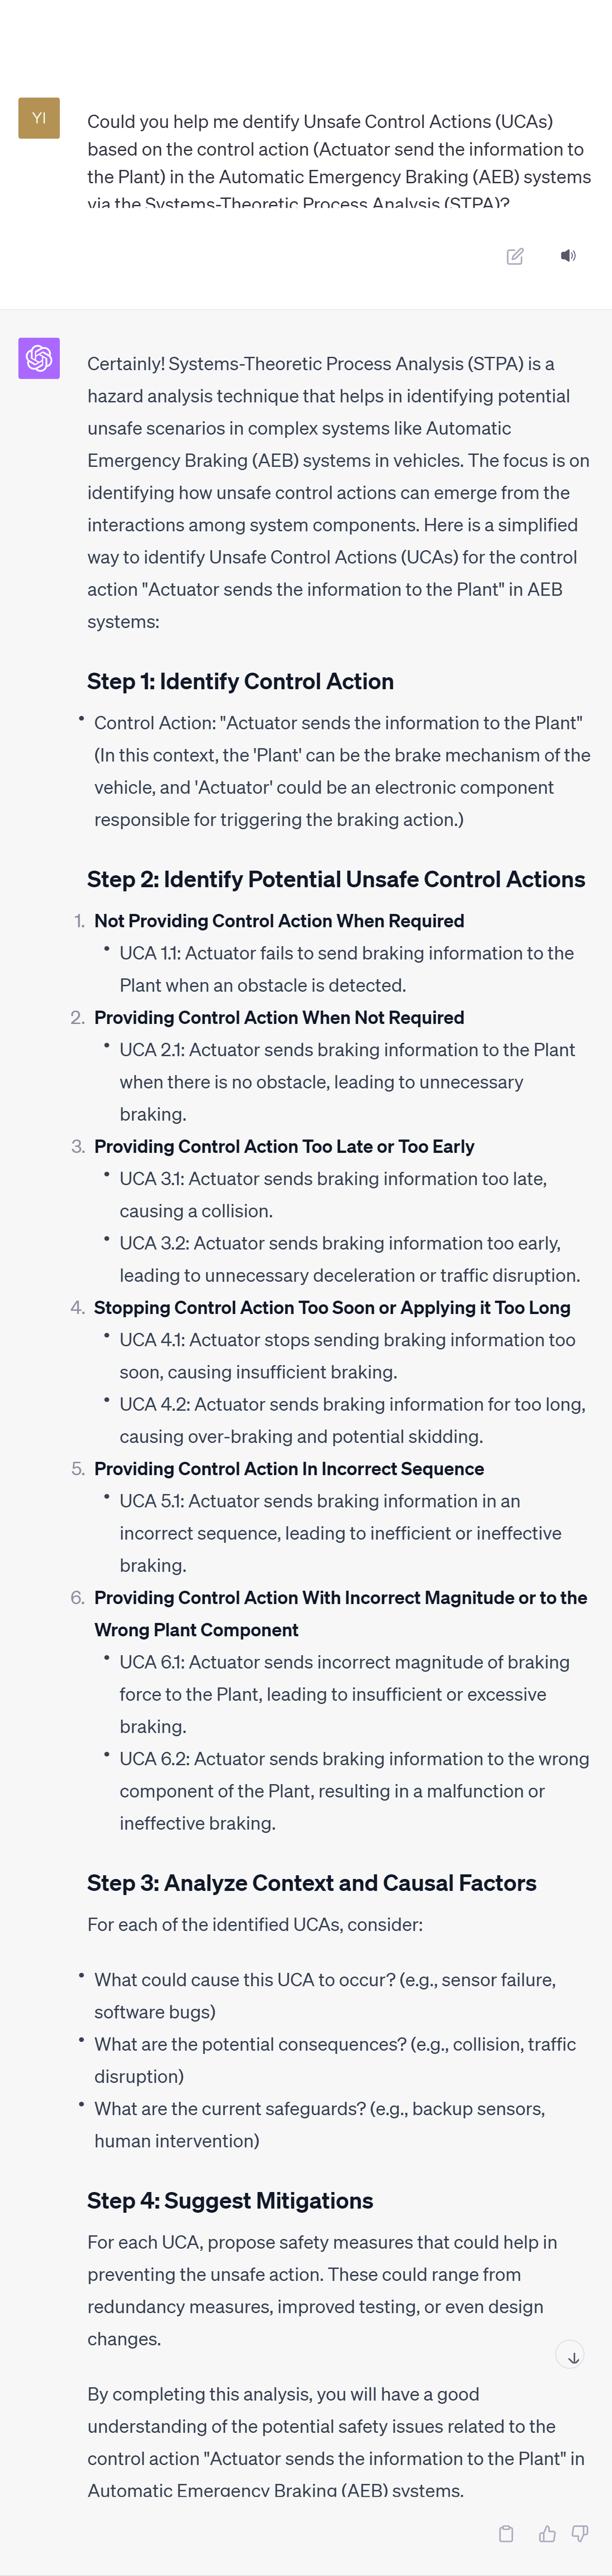 YI
Could you help me dentify Unsafe Control Actions (UCAs)
based on the control action (Actuator send the information to
the Plant) in the Automatic Emergency Braking (AEB) systems
via the Systems-Theoretic Process Analysis (STPA)?
Certainly! Systems-Theoretic Process Analysis (STPA) is a
hazard analysis technique that helps in identifying potential
unsafe scenarios in complex systems like Automatic
Emergency Braking (AEB) systems in vehicles. The focus is on
identifying how unsafe control actions can emerge from the
interactions among system components. Here is a simplified
way to identify Unsafe Control Actions (UCAs) for the control
action "Actuator sends the information to the Plant" in AEB
systems:
Step 1: Identify Control Action
• Control Action: "Actuator sends the information to the Plant"
(In this context, the 'Plant' can be the brake mechanism of the
vehicle, and 'Actuator' could be an electronic component
responsible for triggering the braking action.)
Step 2: Identify Potential Unsafe Control Actions
1. Not Providing Control Action When Required
• UCA 1.1: Actuator fails to send braking information to the
Plant when an obstacle is detected.
2. Providing Control Action When Not Required
• UCA 2.1: Actuator sends braking information to the Plant
when there is no obstacle, leading to unnecessary
braking.
3. Providing Control Action Too Late or Too Early
• UCA 3.1: Actuator sends braking information too late,
causing a collision.
• UCA 3.2: Actuator sends braking information too early,
leading to unnecessary deceleration or traffic disruption.
4. Stopping Control Action Too Soon or Applying it Too Long
• UCA 4.1: Actuator stops sending braking information too
soon, causing insufficient braking.
• UCA 4.2: Actuator sends braking information for too long,
causing over-braking and potential skidding.
5. Providing Control Action In Incorrect Sequence
• UCA 5.1: Actuator sends braking information in an
incorrect sequence, leading to inefficient or ineffective
braking.
6. Providing Control Action With Incorrect Magnitude or to the
Wrong Plant Component
• UCA 6.1: Actuator sends incorrect magnitude of braking
force to the Plant, leading to insufficient or excessive
braking.
• UCA 6.2: Actuator sends braking information to the wrong
component of the Plant, resulting in a malfunction or
ineffective braking.
Step 3: Analyze Context and Causal Factors
For each of the identified UCAs, consider:
• What could cause this UCA to occur? (e.g., sensor failure,
software bugs)
• What are the potential consequences? (e.g., collision, traffic
disruption)
• What are the current safeguards? (e.g., backup sensors,
human intervention)
Step 4: Suggest Mitigations
For each UCA, propose safety measures that could help in
preventing the unsafe action. These could range from
redundancy measures, improved testing, or even design
changes.
By completing this analysis, you will have a good
understanding of the potential safety issues related to the
control action "Actuator sends the information to the Plant" in
Automatic Emergency Braking (AEB) systems.